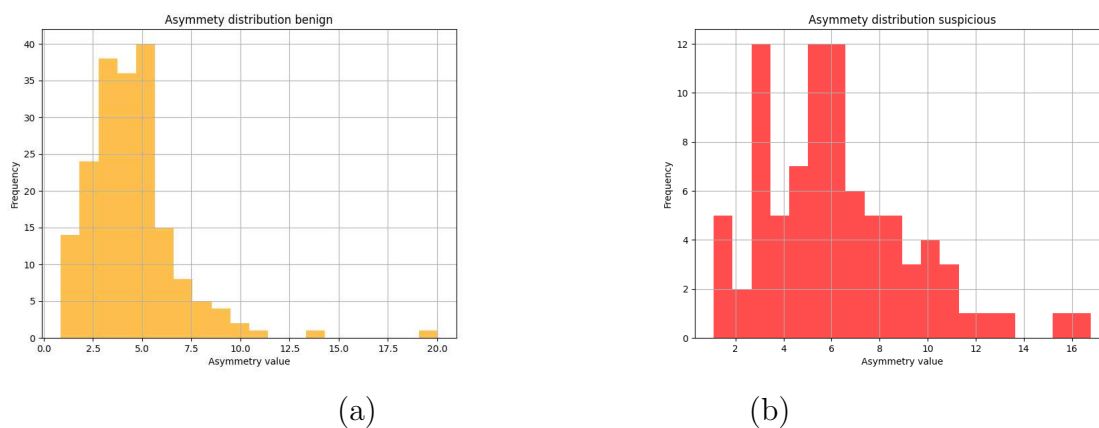 Asymmety distribution benign
40
35
30
25
20
15
10
5
0
Frequency
0.0 2.5 5.0 7.5 10.0 12.5 15.0 17.5 20.0
Asymmetry value
(a)
Asymmety distribution suspicious
12
10
8
6
4
2
0
Frequency
2 4 6 8 10 12 14 16
Asymmetry value
(b)